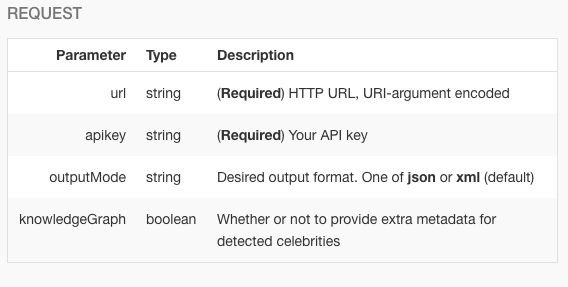 REQUEST
Parameter Type Description
url string (Required) HTTP URL, URI-argument encoded
apikey string (Required) Your API key
outputMode string Desired output format. One of json or xml (default)
knowledgeGraph boolean Whether or not to provide extra metadata for
detected celebrities